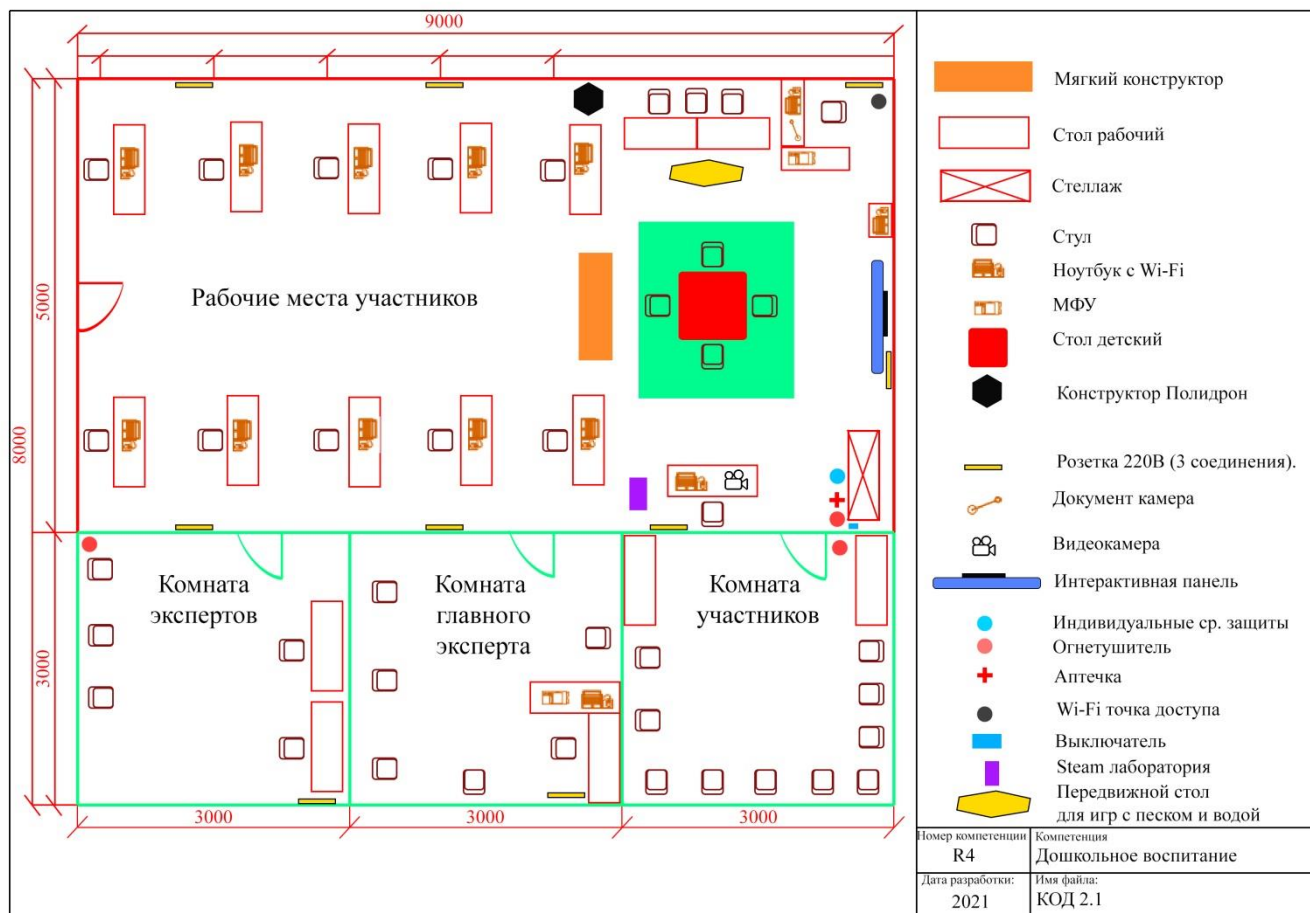 9000
8000
5000
3000
Рабочие места участников
Комната
экспертов
Комната
главного
эксперта
Комната
участников
3000
3000
3000
Мягкий конструктор
Стол рабочий
Стеллаж
Стул
Ноутбук с Wi-Fi
МФУ
Стол детский
Конструктор Полидрон
Розетка 220В (3 соединения).
Документ камера
Видеокамера
Интерактивная панель
Индивидуальные ср. защиты
Огнетушитель
Аптечка
Wi-Fi точка доступа
Выключатель
Steam лаборатория
Передвижной стол
для игр с песком и водой
Номер компетенции
R4
Компетенция
Дошкольное воспитание
Дата разработки:
2021
Имя файла:
КОД 2.1